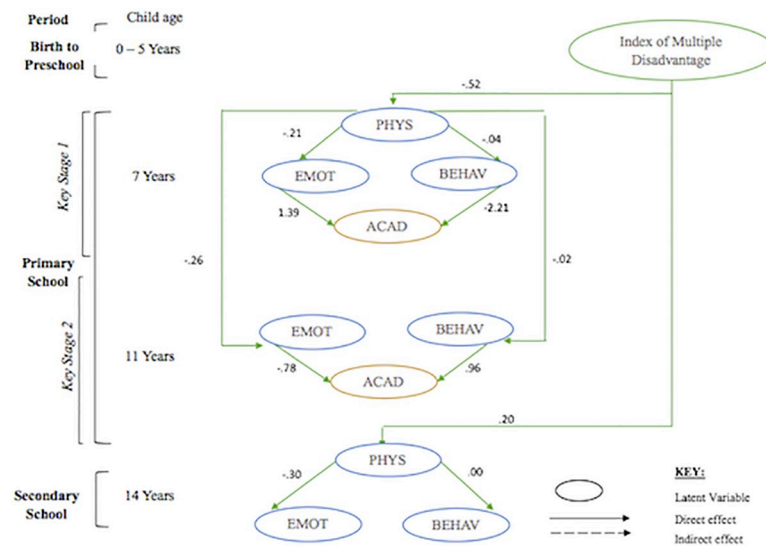 Period
Child age
Birth to
Preschool
0 – 5 Years
Index of Multiple
Disadvantage
-.52
PHYS
-.21
-.04
Key Stage 1
7 Years
EMOT
BEHAV
1.39
-2.21
ACAD
Primary
School
-.26
-.02
Key Stage 2
11 Years
EMOT
BEHAV
-.78
.96
ACAD
.20
PHYS
-.30
.00
Secondary
School
14 Years
EMOT
BEHAV
KEY:
Latent Variable
Direct effect
Indirect effect